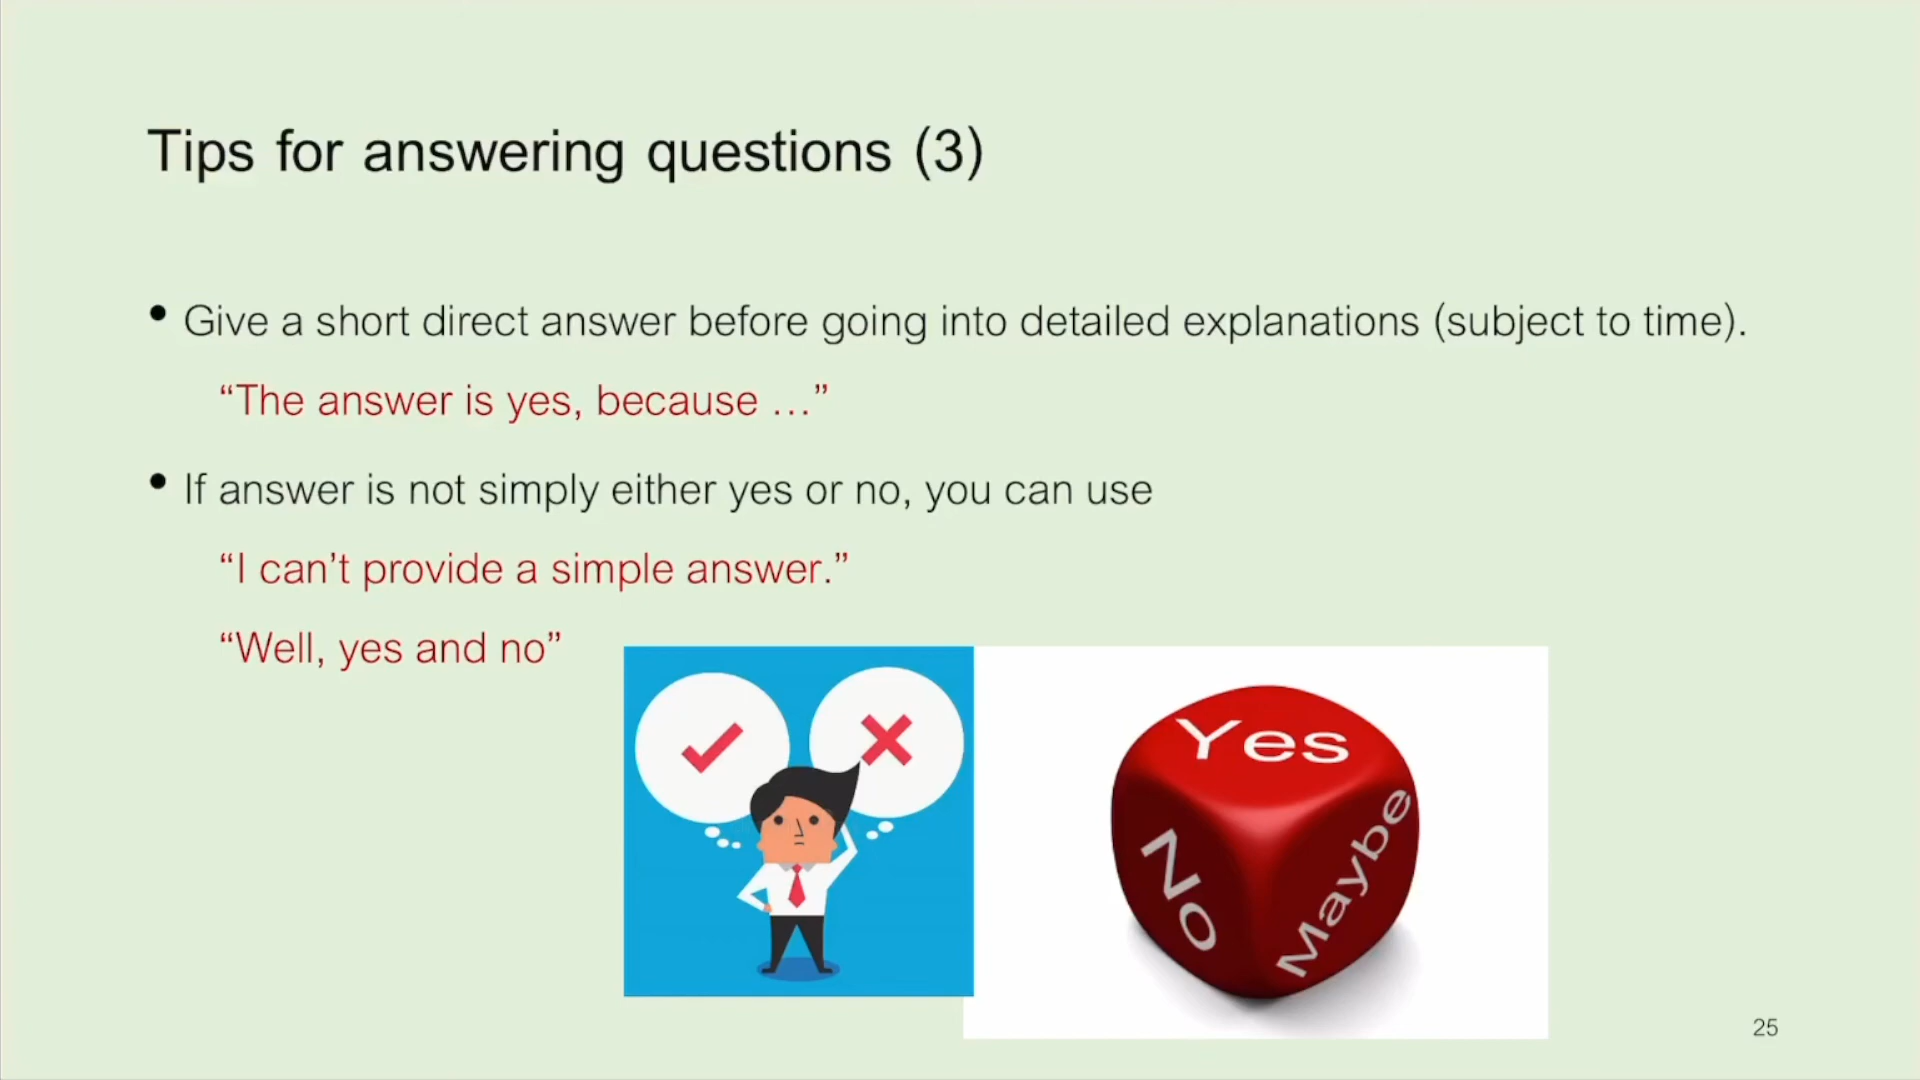 Tips for answering questions (3)
• Give a short direct answer before going into detailed explanations (subject to time).
“The answer is yes, because …”
• If answer is not simply either yes or no, you can use
“I can’t provide a simple answer.”
“Well, yes and no”
Yes
No
Maybe
25